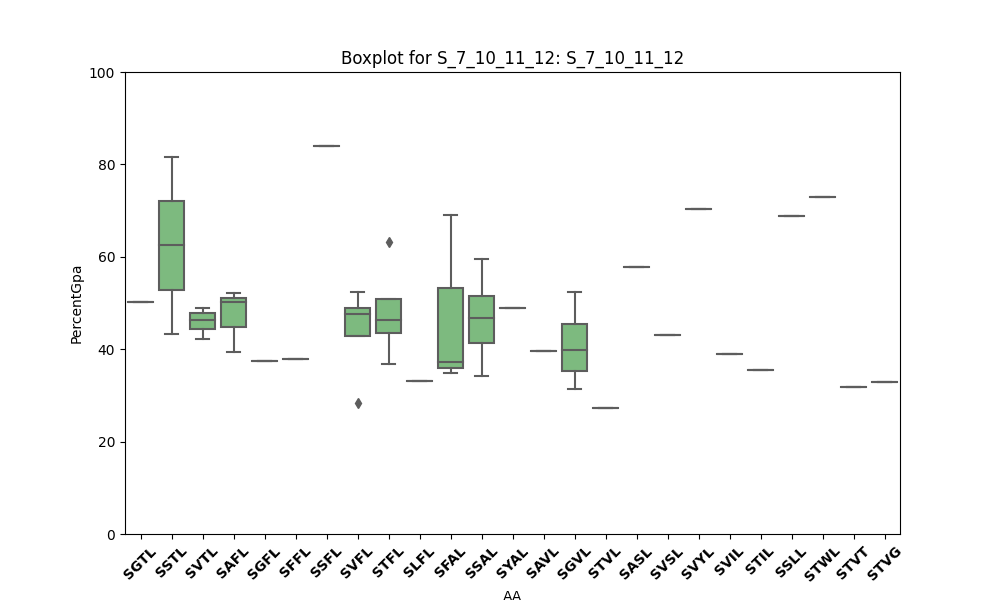 Boxplot for S_7_10_11_12: S_7_10_11_12
100
80
60
40
20
0
PercentGpa
SGTL SSTL SVTL SAFL SGFL SFFL SSFL SVFL STFL SLFL SFAL SSAL SYAL SAVL SGVL STVL SASL SVSL SVYL SVIL STIL SSLL STWL STVT STVG
AA